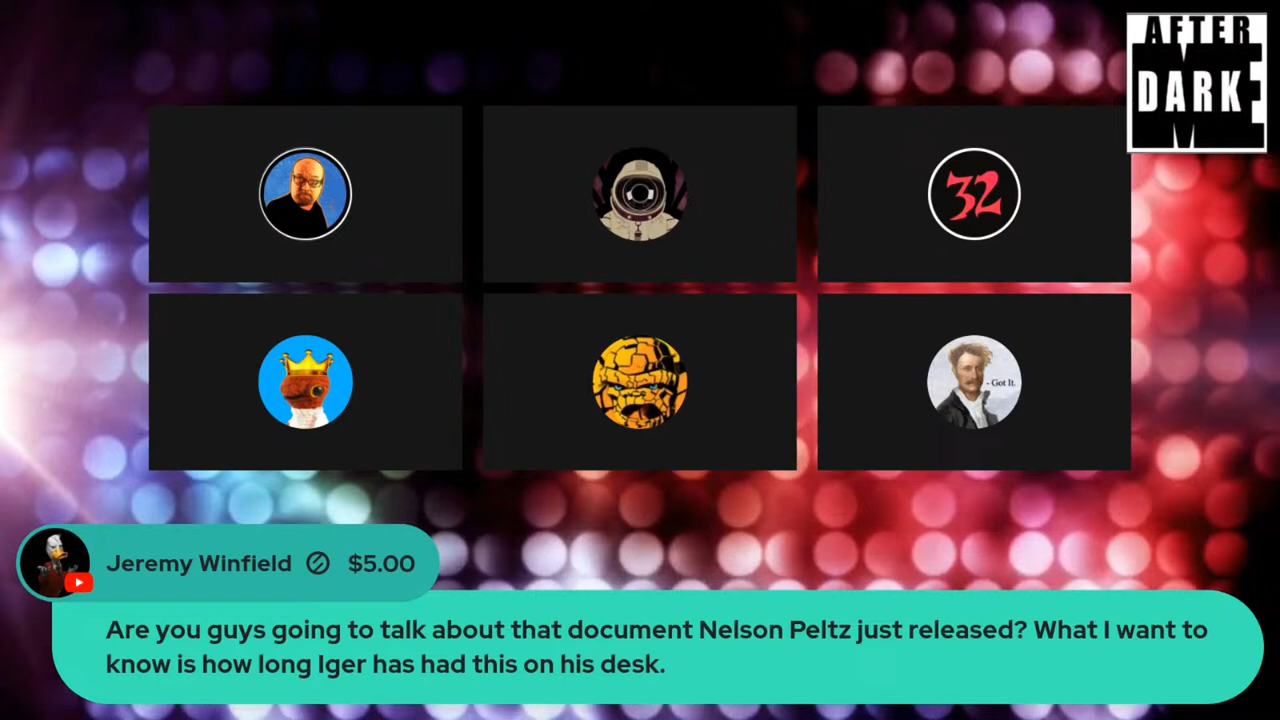 AFTER
ME
DARK
32
- Got It.
Jeremy Winfield $5.00
Are you guys going to talk about that document Nelson Peltz just released? What I want to
know is how long Iger has had this on his desk.